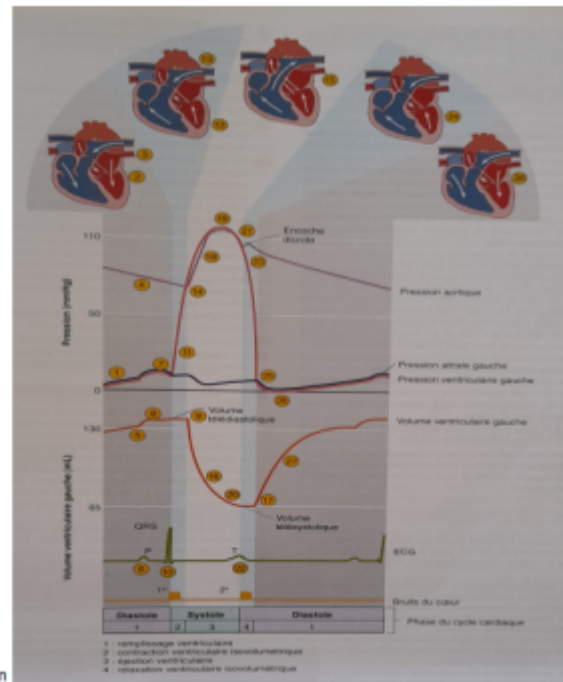 110
Encoche
dicrote
Pression (mmHg)
Pression aortique
50
Pression atriale gauche
Pression ventriculaire gauche
0
Volume
télédiastolique
Volume ventriculaire gauche
130
Volume ventriculaire gauche (mL)
65
Volume
télésystolique
QRS
P
T
ECG
1er
2e
Bruits du cœur
Diastole Systole Diastole
1 2 3 4 1
Phase du cycle cardiaque
1 : remplissage ventriculaire
2 : contraction ventriculaire isovolumétrique
3 : éjection ventriculaire
4 : relaxation ventriculaire isovolumétrique
n